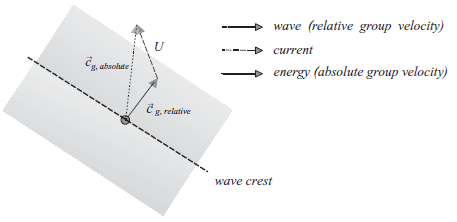 wave (relative group velocity)
U
current
c⃗g, absolute
energy (absolute group velocity)
c⃗g, relative
wave crest